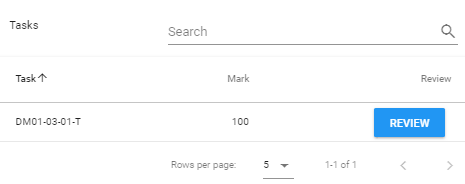 Tasks
Search
Task↑ Mark Review
DM01-03-01-T 100 REVIEW
Rows per page: 5 1-1 of 1